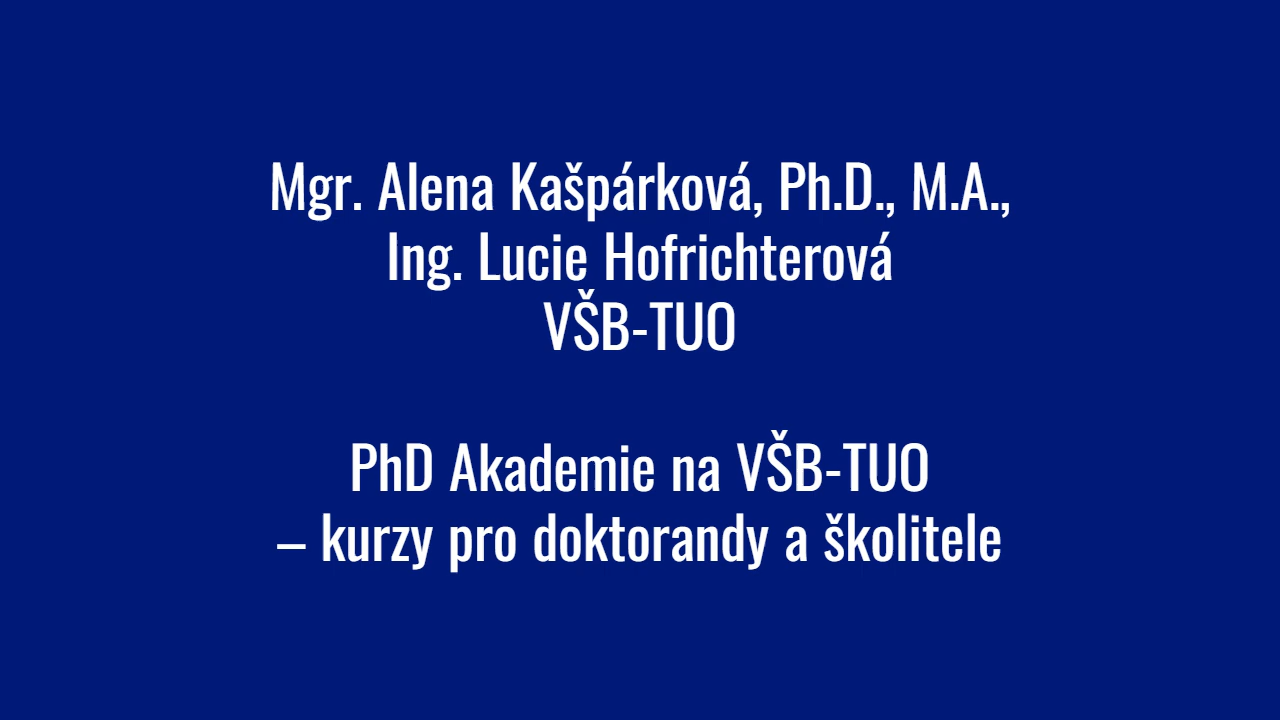 Mgr. Alena Kašpárková, Ph.D., M.A.,
Ing. Lucie Hofrichterová
VŠB-TUO
PhD Akademie na VŠB-TUO
– kurzy pro doktorandy a školitele